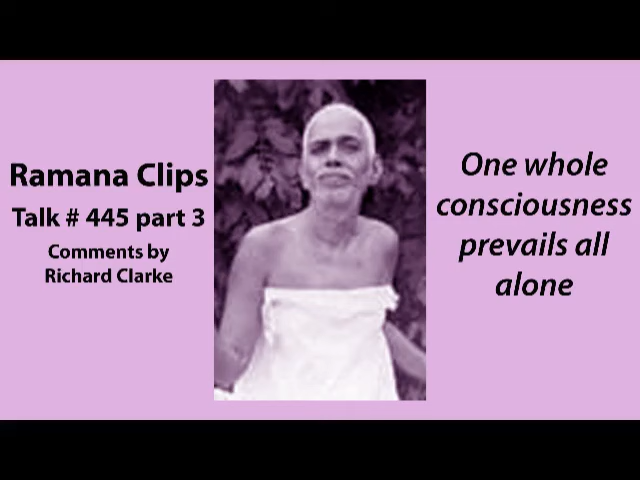 Ramana Clips
Talk # 445 part 3
Comments by
Richard Clarke
One whole
consciousness
prevails all
alone